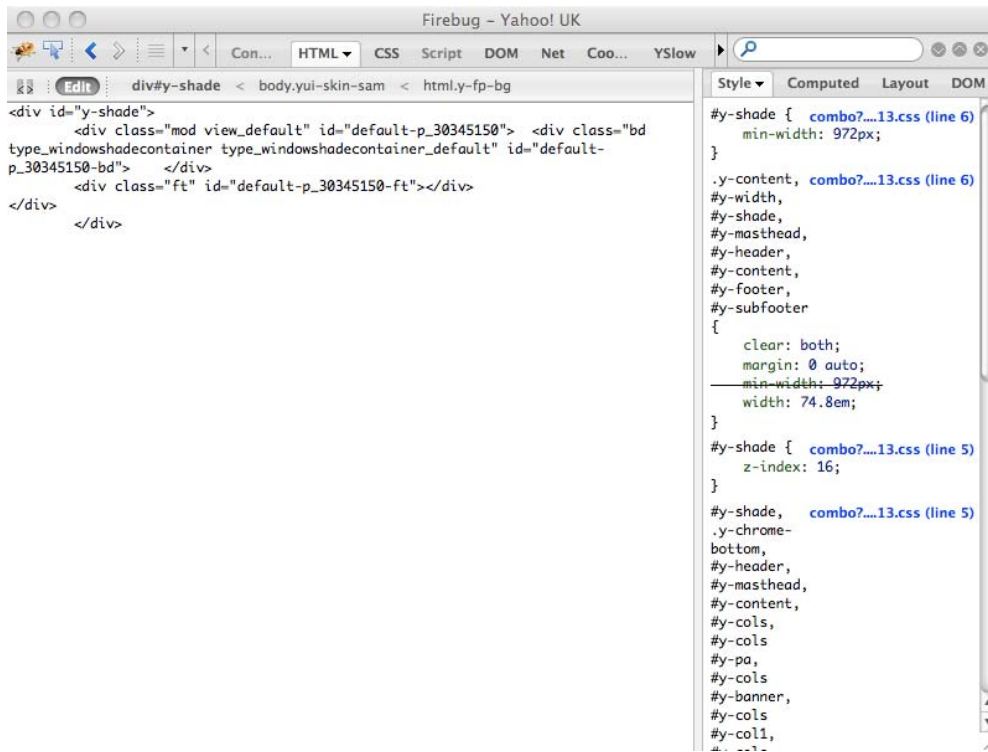 Firebug – Yahoo! UK
Con... HTML CSS Script DOM Net Coo... YSlow
Edit div#y-shade < body.yui-skin-sam < html.y-fp-bg
<div id="y-shade">
<div class="mod view_default" id="default-p_30345150"> <div class="bd
type_windowshadecontainer type_windowshadecontainer_default" id="default-
p_30345150-bd"> </div>
<div class="ft" id="default-p_30345150-ft"></div>
</div>
</div>
Style Computed Layout DOM
#y-shade { combo?....13.css (line 6)
min-width: 972px;
}
.y-content, combo?....13.css (line 6)
#y-width,
#y-shade,
#y-masthead,
#y-header,
#y-content,
#y-footer,
#y-subfooter
{
clear: both;
margin: 0 auto;
min-width: 972px;
width: 74.8em;
}
#y-shade { combo?....13.css (line 5)
z-index: 16;
}
#y-shade, combo?....13.css (line 5)
.y-chrome-
bottom,
#y-header,
#y-masthead,
#y-content,
#y-cols,
#y-cols
#y-pa,
#y-cols
#y-banner,
#y-cols
#y-col1,
#y-cols